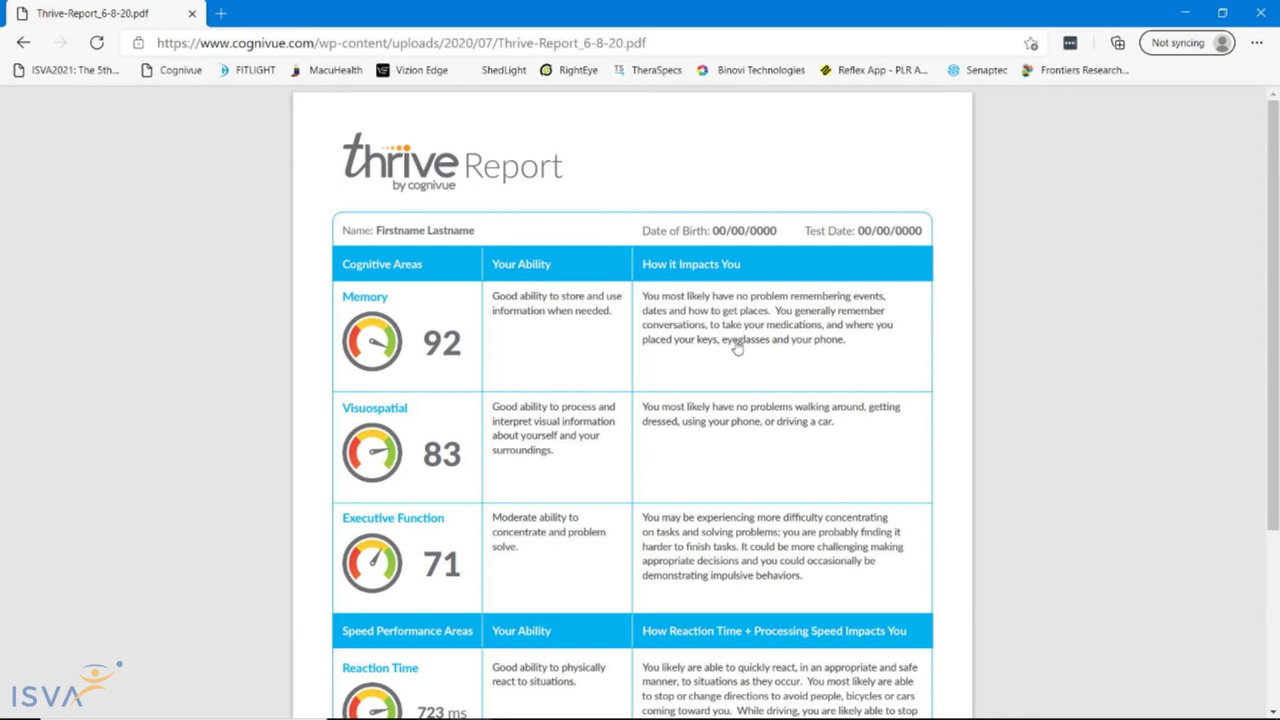 Thrive-Report_6-8-20.pdf
https://www.cognivue.com/wp-content/uploads/2020/07/Thrive-Report_6-8-20.pdf
Not syncing
ISVA2021: The 5th... Cognivue FITLIGHT MacuHealth Vizion Edge ShedLight RightEye TS TheraSpecs Binovi Technologies Reflex App - PLR A... Senaptec Frontiers Research...
thrive Report
by cognivue
Name: Firstname Lastname Date of Birth: 00/00/0000 Test Date: 00/00/0000
Cognitive Areas Your Ability How it Impacts You
Memory
92
Good ability to store and use
information when needed.
You most likely have no problem remembering events,
dates and how to get places. You generally remember
conversations, to take your medications, and where you
placed your keys, eyeglasses and your phone.
Visuospatial
83
Good ability to process and
interpret visual information
about yourself and your
surroundings.
You most likely have no problems walking around, getting
dressed, using your phone, or driving a car.
Executive Function
71
Moderate ability to
concentrate and problem
solve.
You may be experiencing more difficulty concentrating
on tasks and solving problems; you are probably finding it
harder to finish tasks. It could be more challenging making
appropriate decisions and you could occasionally be
demonstrating impulsive behaviors.
Speed Performance Areas Your Ability How Reaction Time + Processing Speed Impacts You
Reaction Time
723 ms
Good ability to physically
react to situations.
You likely are able to quickly react, in an appropriate and safe
manner, to situations as they occur. You most likely are able
to stop or change directions to avoid people, bicycles or cars
coming toward you. While driving, you are likely able to stop
ISVA